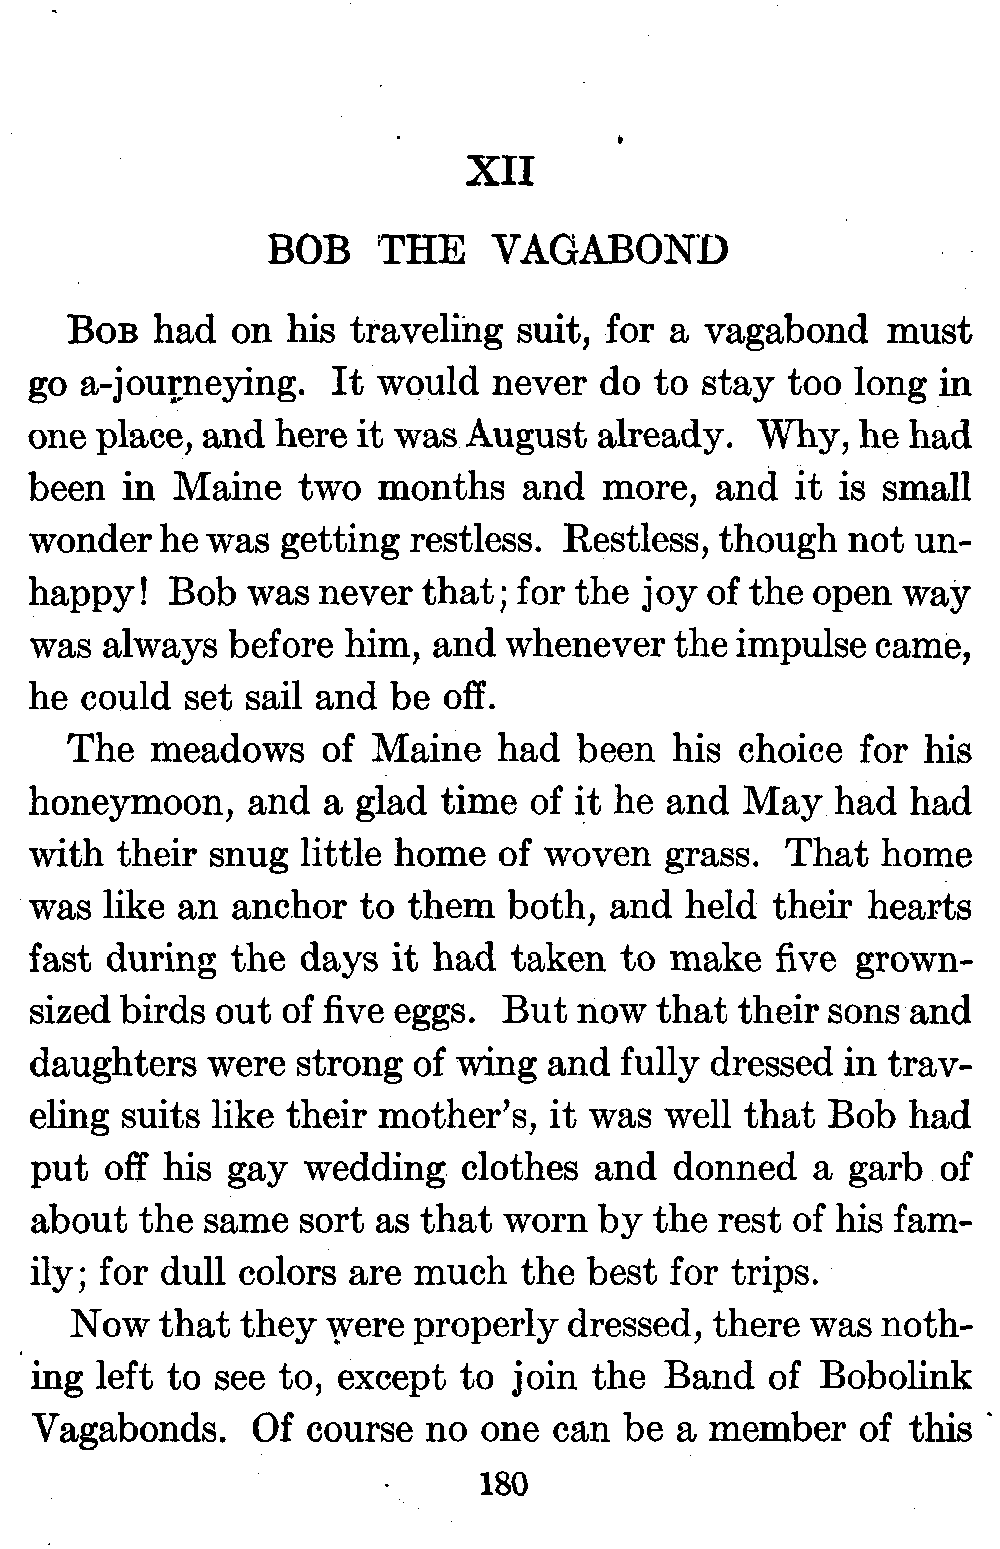 XII
BOB THE VAGABOND
BOB had on his traveling suit, for a vagabond must
go a-journeying. It would never do to stay too long in
one place, and here it was August already. Why, he had
been in Maine two months and more, and it is small
wonder he was getting restless. Restless, though not un-
happy! Bob was never that; for the joy of the open way
was always before him, and whenever the impulse came,
he could set sail and be off.
The meadows of Maine had been his choice for his
honeymoon, and a glad time of it he and May had had
with their snug little home of woven grass. That home
was like an anchor to them both, and held their hearts
fast during the days it had taken to make five grown-
sized birds out of five eggs. But now that their sons and
daughters were strong of wing and fully dressed in trav-
eling suits like their mother's, it was well that Bob had
put off his gay wedding clothes and donned a garb of
about the same sort as that worn by the rest of his fam-
ily; for dull colors are much the best for trips.
Now that they were properly dressed, there was noth-
ing left to see to, except to join the Band of Bobolink
Vagabonds. Of course no one can be a member of this
180